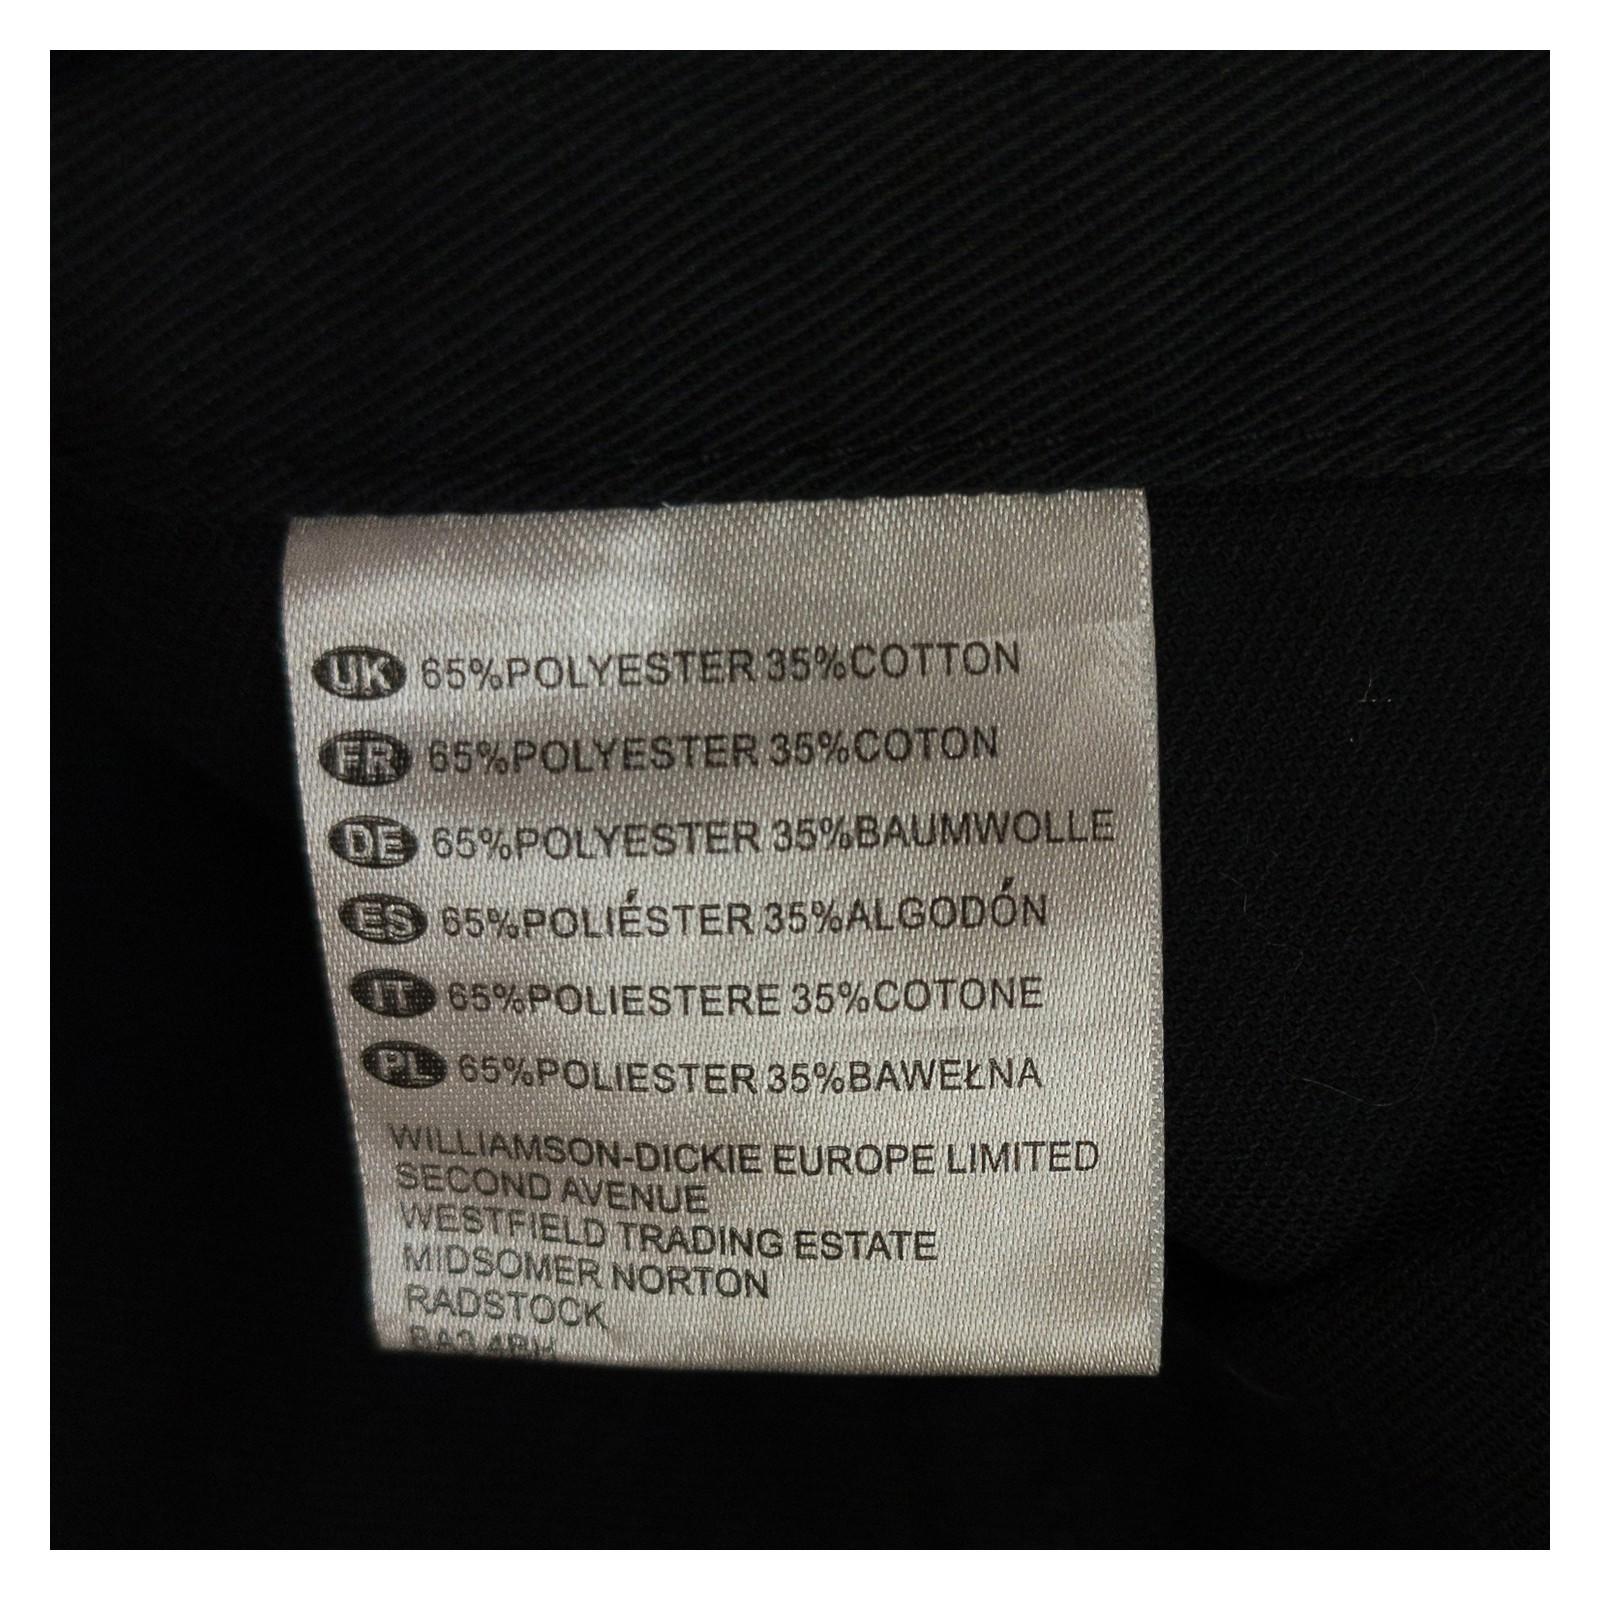 UK 65%POLYESTER 35%COTTON
FR 65%POLYESTER 35%COTON
DE 65%POLYESTER 35%BAUMWOLLE
ES 65%POLIÉSTER 35%ALGODÓN
IT 65%POLIESTERE 35%COTONE
PL 65%POLIESTER 35%BAWEŁNA
WILLIAMSON-DICKIE EUROPE LIMITED
SECOND AVENUE
WESTFIELD TRADING ESTATE
MIDSOMER NORTON
RADSTOCK
BA3 4BH